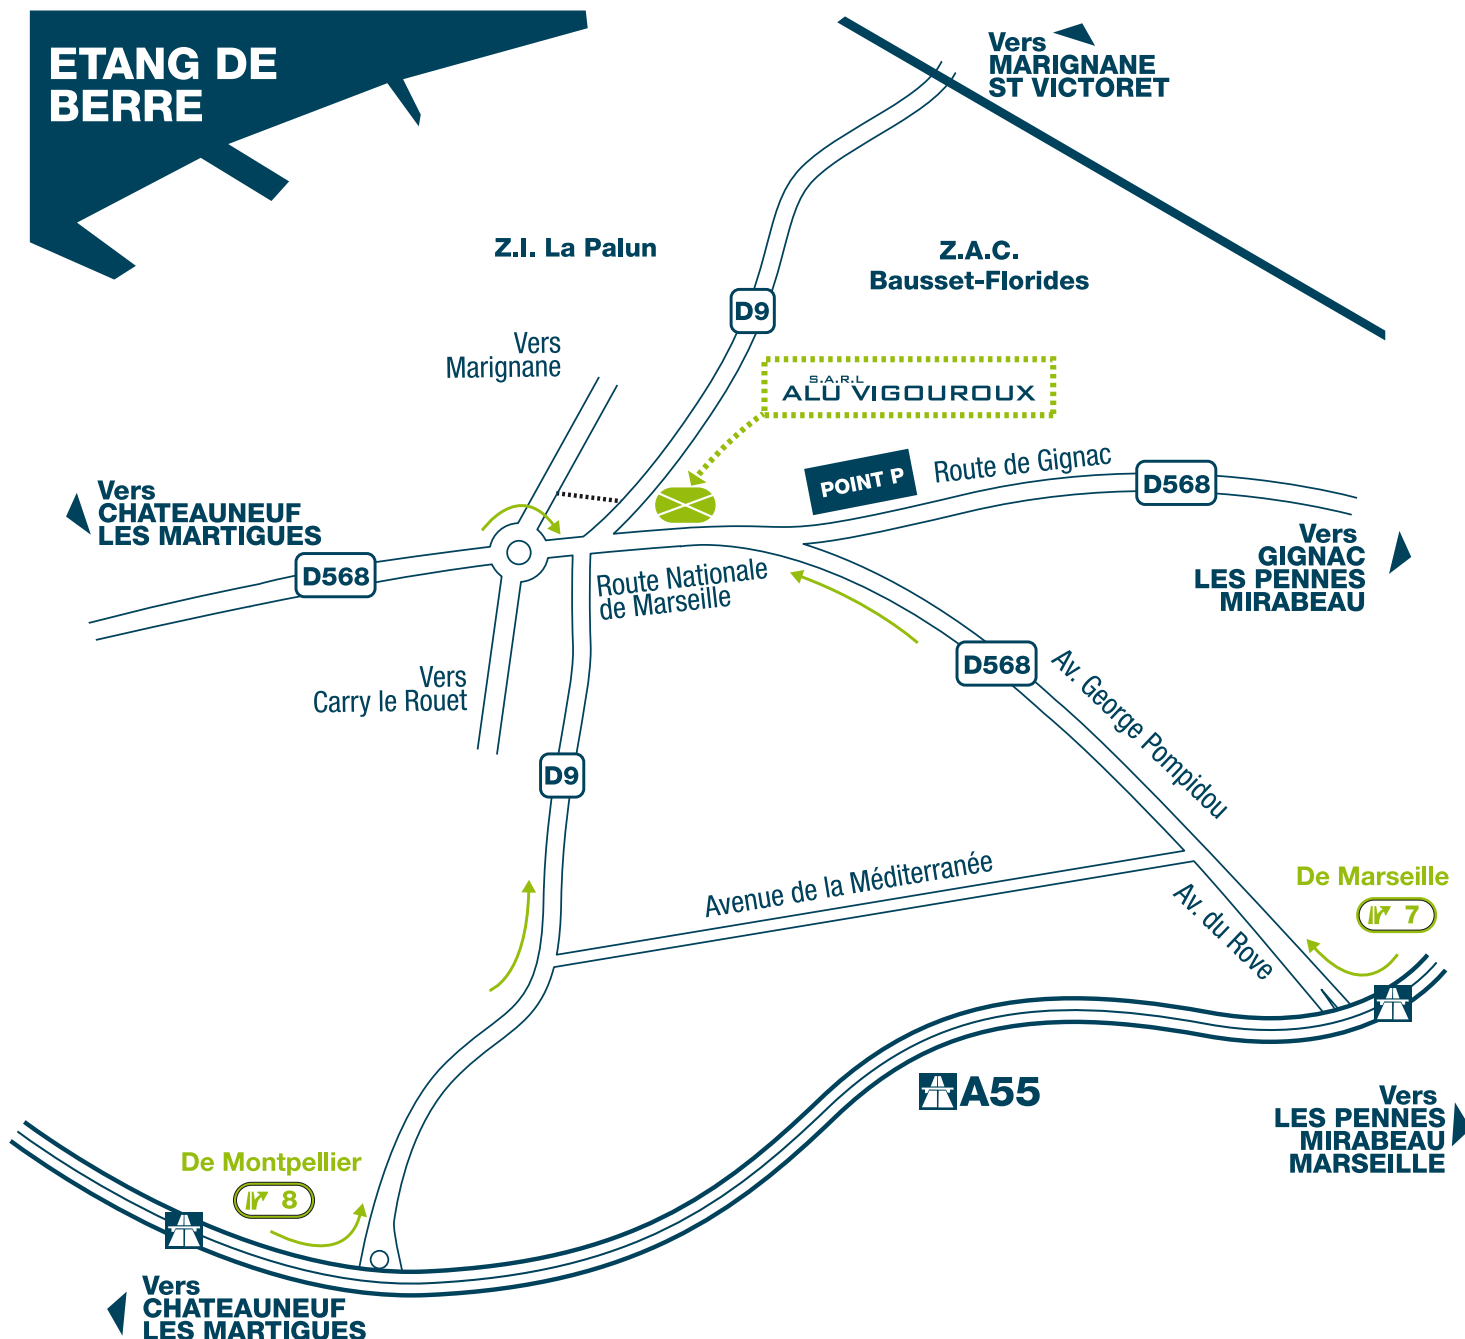 ETANG DE
BERRE
Vers
MARIGNANE
ST VICTORET
Z.I. La Palun
Z.A.C.
Bausset-Florides
D9
Vers
Marignane
S.A.R.L
ALU VIGOUROUX
POINT P
Route de Gignac
D568
Vers
CHATEAUNEUF
LES MARTIGUES
D568
Vers
GIGNAC
LES PENNES
MIRABEAU
Route Nationale
de Marseille
D568
Av. George Pompidou
Vers
Carry le Rouet
D9
Avenue de la Méditerranée
De Marseille
7
Av. du Rove
A55
Vers
LES PENNES
MIRABEAU
MARSEILLE
De Montpellier
8
Vers
CHATEAUNEUF
LES MARTIGUES